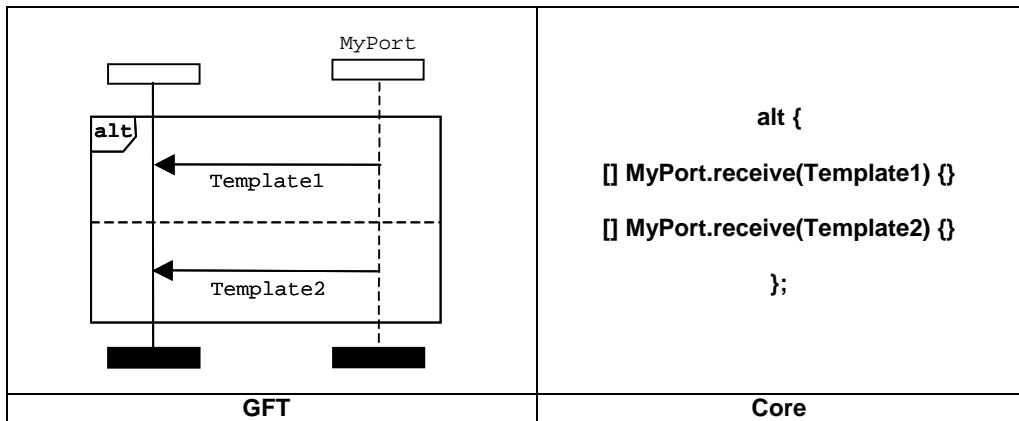 MyPort
alt
Template1
Template2
alt {
[] MyPort.receive(Template1) {}
[] MyPort.receive(Template2) {}
};
GFT
Core